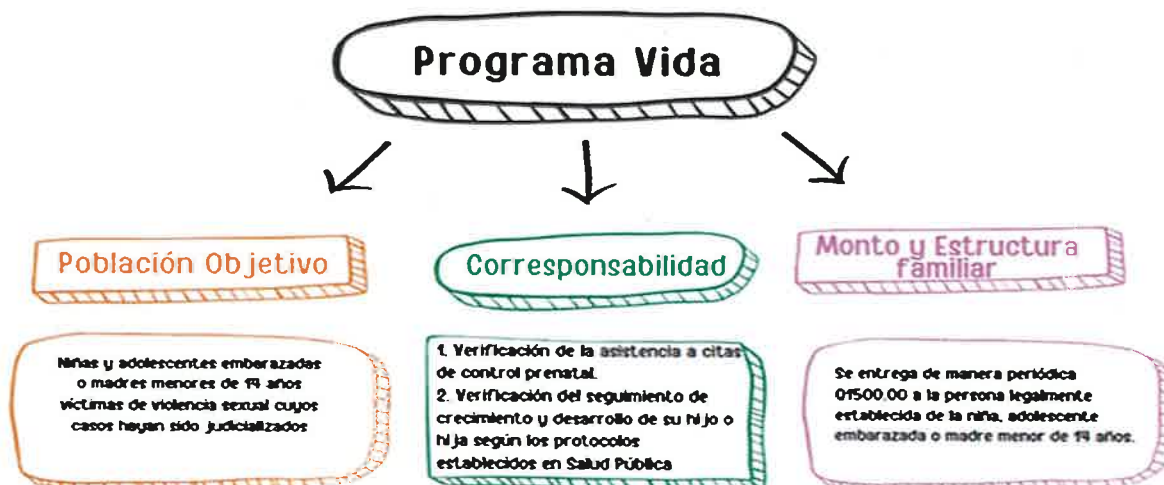 Programa Vida
Población Objetivo
Niñas y adolescentes embarazadas
o madres menores de 14 años
víctimas de violencia sexual cuyos
casos hayan sido judicializados
Corresponsabilidad
1. Verificación de la asistencia a citas
de control prenatal.
2. Verificación del seguimiento de
crecimiento y desarrollo de su hijo o
hija según los protocolos
establecidos en Salud Pública
Monto y Estructura
familiar
Se entrega de manera periódica
Q1500.00 a la persona legalmente
establecida de la niña, adolescente
embarazada o madre menor de 14 años.